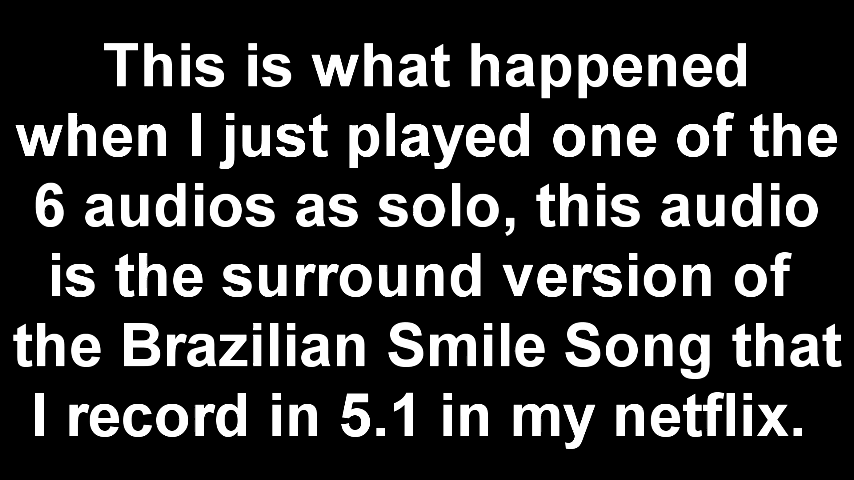 This is what happened
when I just played one of the
6 audios as solo, this audio
is the surround version of
the Brazilian Smile Song that
I record in 5.1 in my netflix.